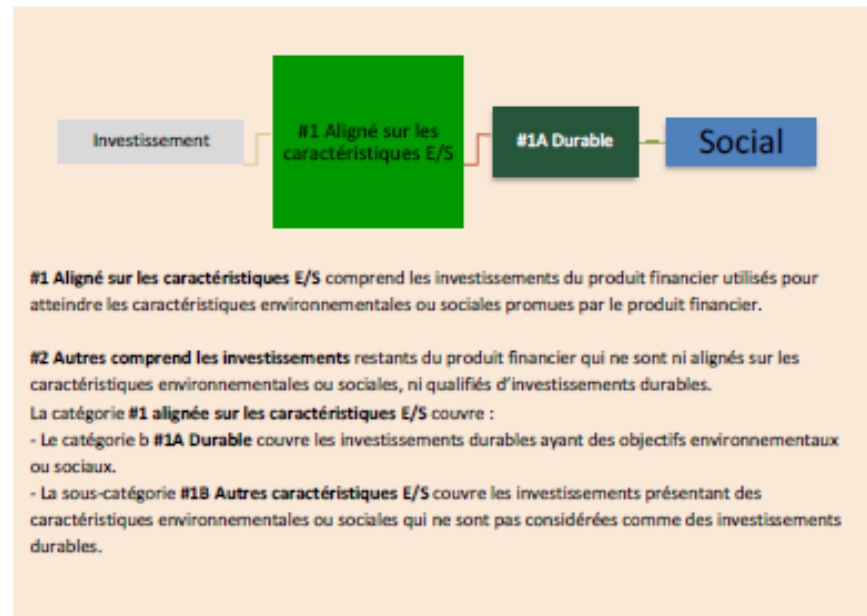 Investissement
#1 Aligné sur les
caractéristiques E/S
#1A Durable
Social
#1 Aligné sur les caractéristiques E/S comprend les investissements du produit financier utilisés pour
atteindre les caractéristiques environnementales ou sociales promues par le produit financier.
#2 Autres comprend les investissements restants du produit financier qui ne sont ni alignés sur les
caractéristiques environnementales ou sociales, ni qualifiés d'investissements durables.
La catégorie #1 alignée sur les caractéristiques E/S couvre :
- Le catégorie b #1A Durable couvre les investissements durables ayant des objectifs environnementaux
ou sociaux.
- La sous-catégorie #1B Autres caractéristiques E/S couvre les investissements présentant des
caractéristiques environnementales ou sociales qui ne sont pas considérées comme des investissements
durables.